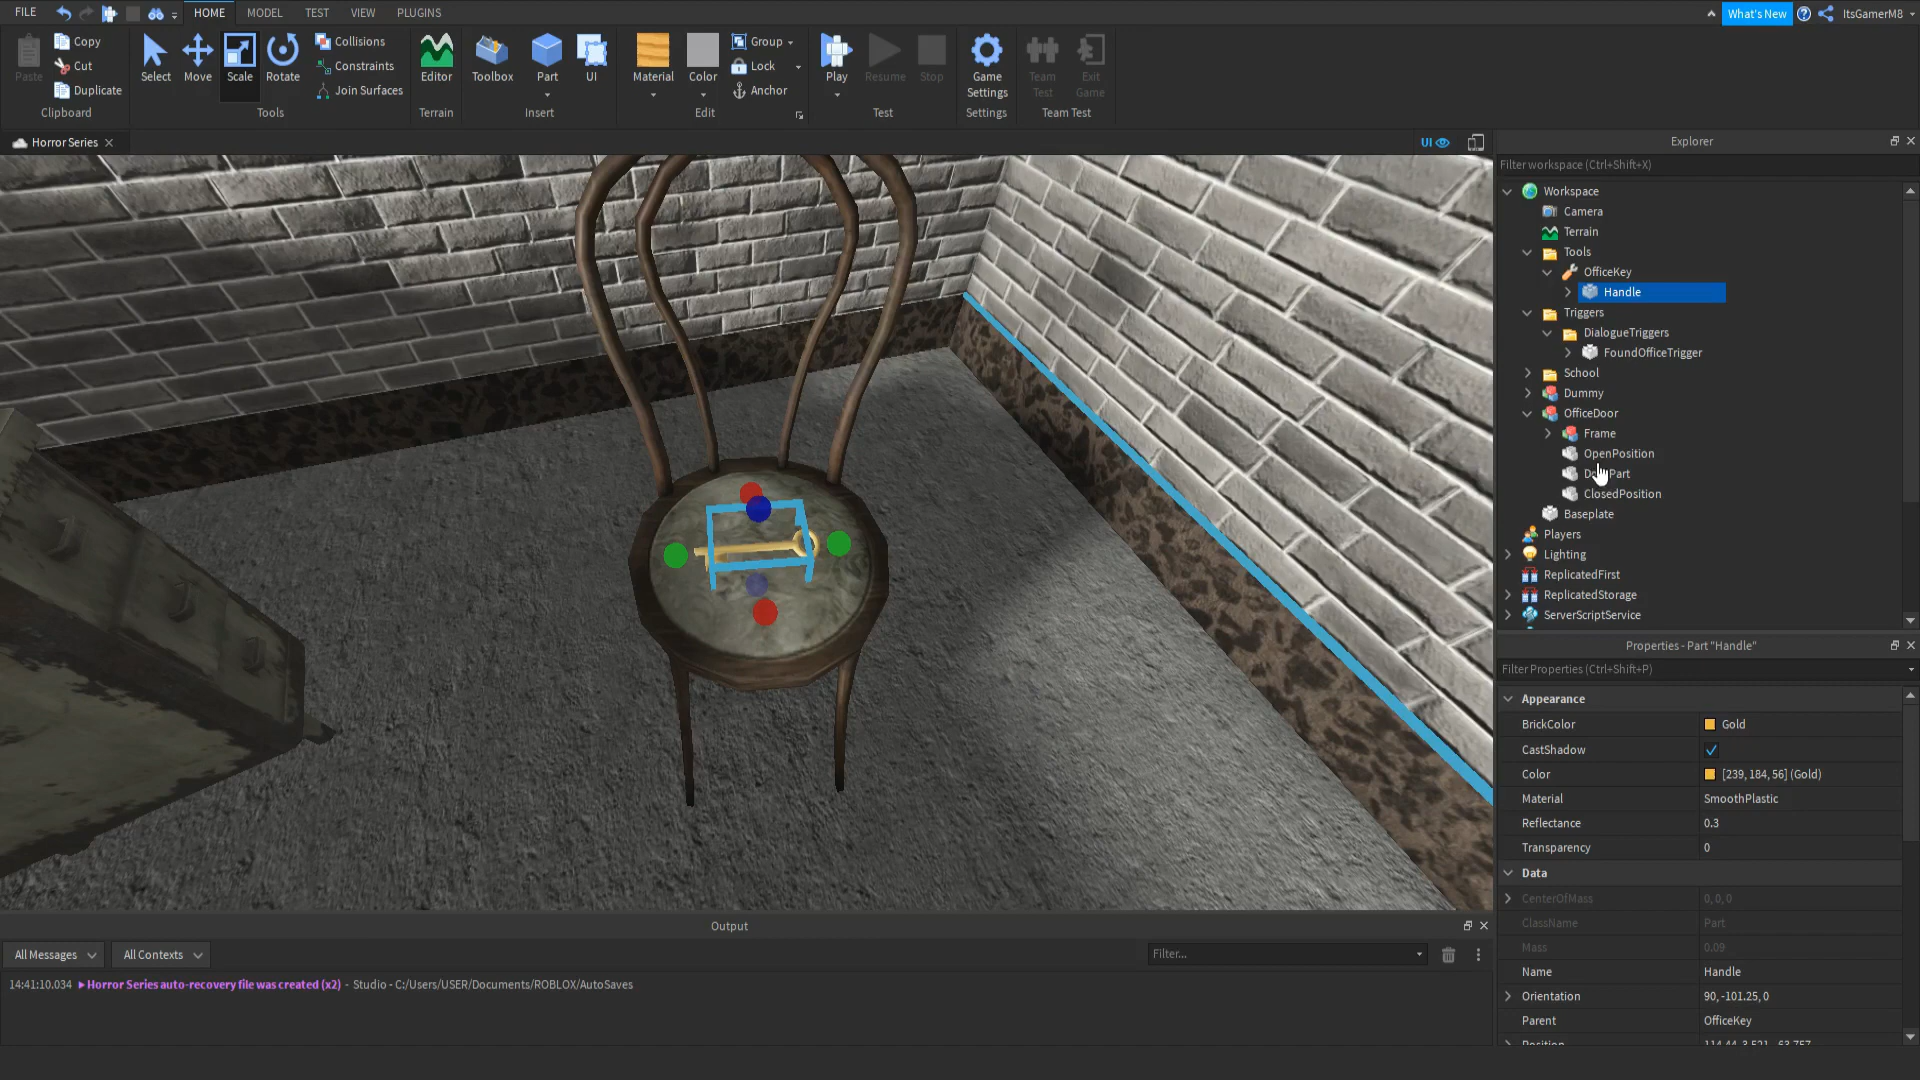 FILE
HOME
MODEL
TEST
VIEW
PLUGINS
What's New
ItsGamerM8
Paste
Copy
Cut
Duplicate
Clipboard
Select
Move
Scale
Rotate
Collisions
Constraints
Join Surfaces
Tools
Editor
Terrain
Toolbox
Part
UI
Insert
Material
Color
Group
Lock
Anchor
Edit
Play
Resume
Stop
Test
Game
Settings
Settings
Team
Test
Exit
Game
Team Test
Horror Series
UI
Explorer
Filter workspace (Ctrl+Shift+X)
Workspace
Camera
Terrain
Tools
OfficeKey
Handle
Triggers
DialogueTriggers
FoundOfficeTrigger
School
Dummy
OfficeDoor
Frame
OpenPosition
ClosedPosition
Baseplate
Players
Lighting
ReplicatedFirst
ReplicatedStorage
ServerScriptService
Properties - Part "Handle"
Filter Properties (Ctrl+Shift+P)
Appearance
BrickColor Gold
CastShadow
Color [239, 184, 56] (Gold)
Material SmoothPlastic
Reflectance 0.3
Transparency 0
Data
CenterOfMass 0, 0, 0
ClassName Part
Mass 0.09
Name Handle
Orientation 90, -101.25, 0
Parent OfficeKey
Output
All Messages
All Contexts
Filter...
14:41:10.034 Horror Series auto-recovery file was created (x2) - Studio - C:/Users/USER/Documents/ROBLOX/AutoSaves